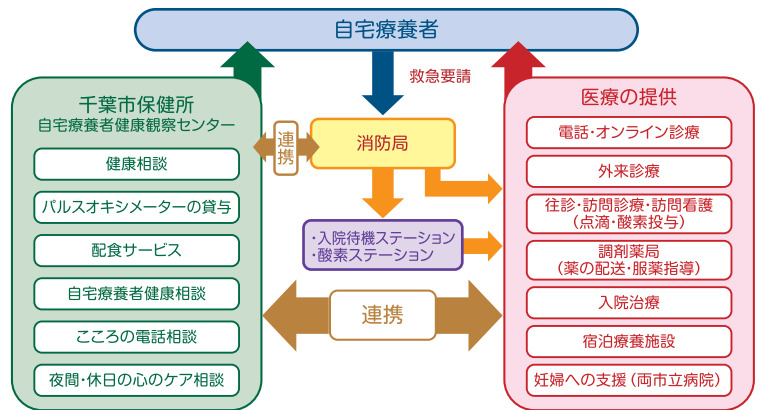 自宅療養者
救急要請
千葉市保健所
自宅療養者健康観察センター
健康相談
パルスオキシメーターの貸与
配食サービス
自宅療養者健康相談
こころの電話相談
夜間・休日の心のケア相談
連携
消防局
・入院待機ステーション
・酸素ステーション
連携
医療の提供
電話・オンライン診療
外来診療
往診・訪問診療・訪問看護
(点滴・酸素投与)
調剤薬局
(薬の配送・服薬指導)
入院治療
宿泊療養施設
妊婦への支援(両市立病院)